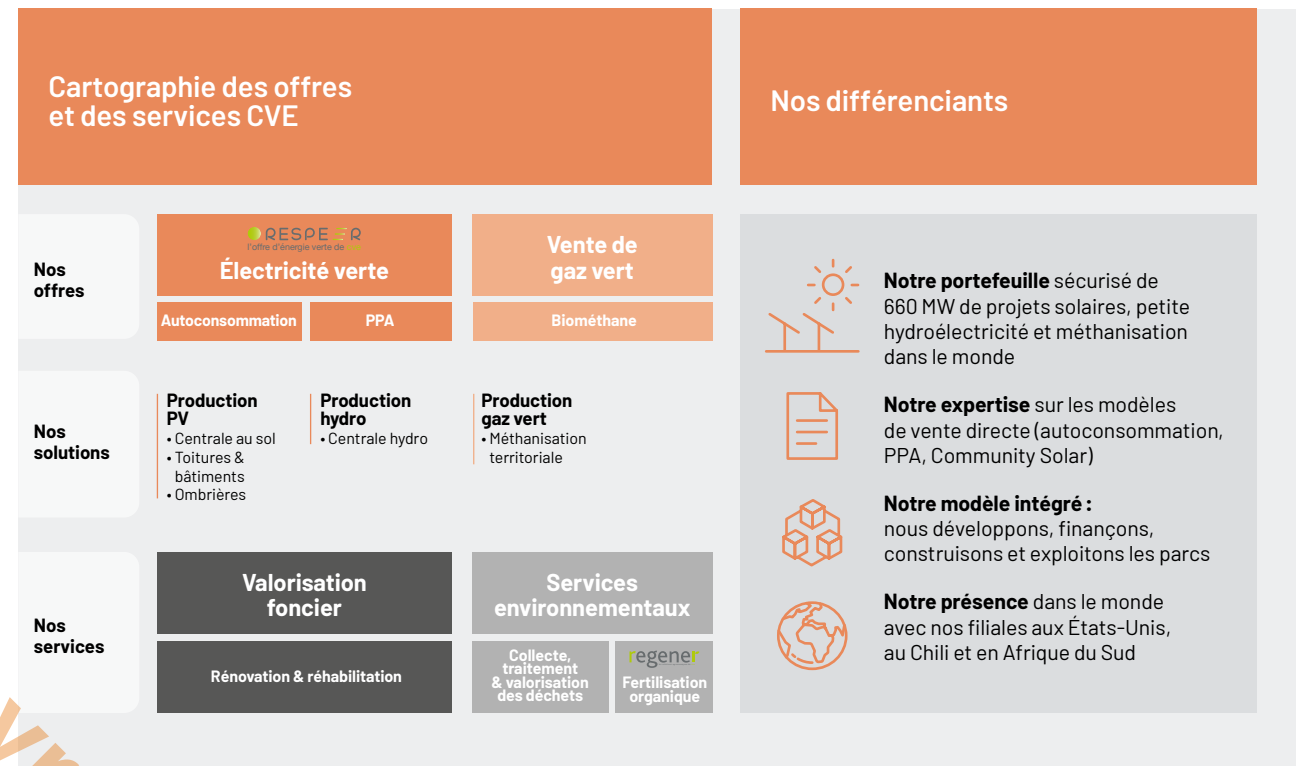 Cartographie des offres
et des services CVE
Nos
offres
RESPEER
l'offre d'énergie verte de
Électricité verte
Autoconsommation
PPA
Vente de
gaz vert
Biométhane
Nos
solutions
Production
PV
• Centrale au sol
• Toitures &
bâtiments
• Ombrières
Production
hydro
• Centrale hydro
Production
gaz vert
• Méthanisation
territoriale
Nos
services
Valorisation
foncier
Rénovation & réhabilitation
Services
environnementaux
Collecte,
traitement
& valorisation
des déchets
regener
Fertilisation
organique
Nos différenciants
Notre portefeuille sécurisé de
660 MW de projets solaires, petite
hydroélectricité et méthanisation
dans le monde
Notre expertise sur les modèles
de vente directe (autoconsommation,
PPA, Community Solar)
Notre modèle intégré :
nous développons, finançons,
construisons et exploitons les parcs
Notre présence dans le monde
avec nos filiales aux États-Unis,
au Chili et en Afrique du Sud